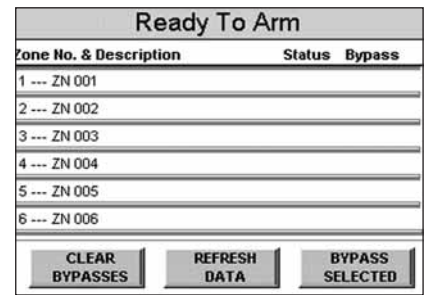 Ready To Arm
Zone No. & Description Status Bypass
1 --- ZN 001
2 --- ZN 002
3 --- ZN 003
4 --- ZN 004
5 --- ZN 005
6 --- ZN 006
CLEAR BYPASSES
REFRESH DATA
BYPASS SELECTED